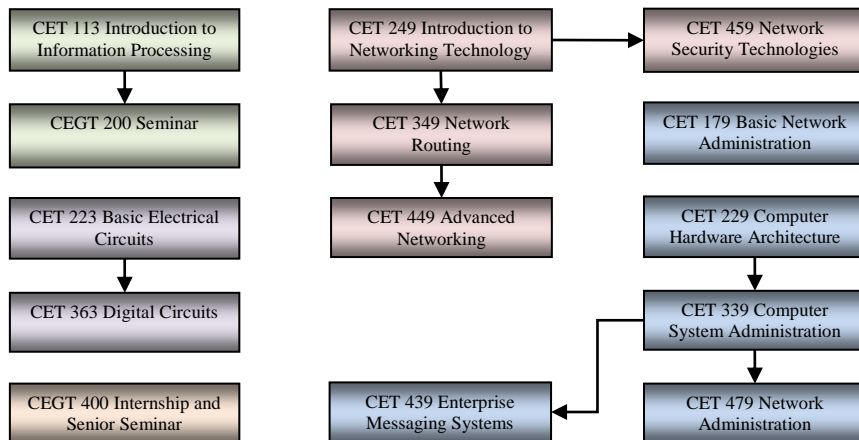 CET 113 Introduction to
Information Processing
CET 249 Introduction to
Networking Technology
CET 459 Network
Security Technologies
CEGT 200 Seminar
CET 349 Network
Routing
CET 179 Basic Network
Administration
CET 223 Basic Electrical
Circuits
CET 449 Advanced
Networking
CET 229 Computer
Hardware Architecture
CET 363 Digital Circuits
CET 339 Computer
System Administration
CEGT 400 Internship and
Senior Seminar
CET 439 Enterprise
Messaging Systems
CET 479 Network
Administration